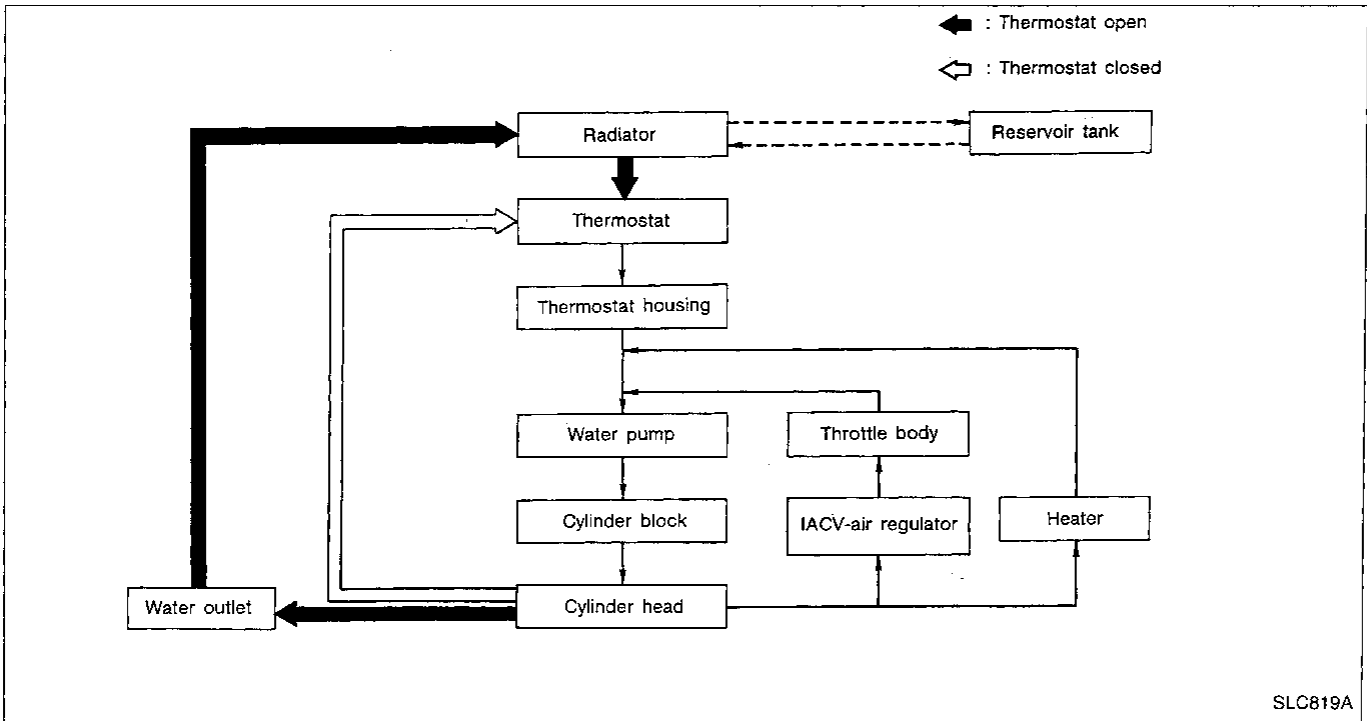 : Thermostat open
: Thermostat closed
Radiator
Reservoir tank
Thermostat
Thermostat housing
Water pump
Throttle body
Cylinder block
IACV-air regulator
Heater
Water outlet
Cylinder head
SLC819A